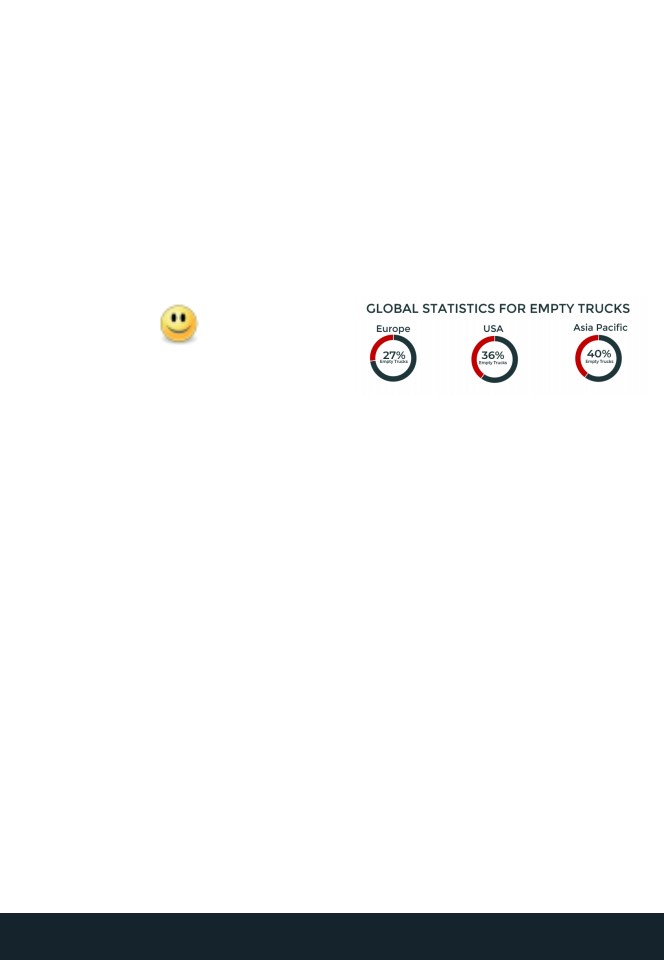 GLOBAL STATISTICS FOR EMPTY TRUCKS
Europe
27%
Empty Trucks
USA
36%
Empty Trucks
Asia Pacific
40%
Empty Trucks